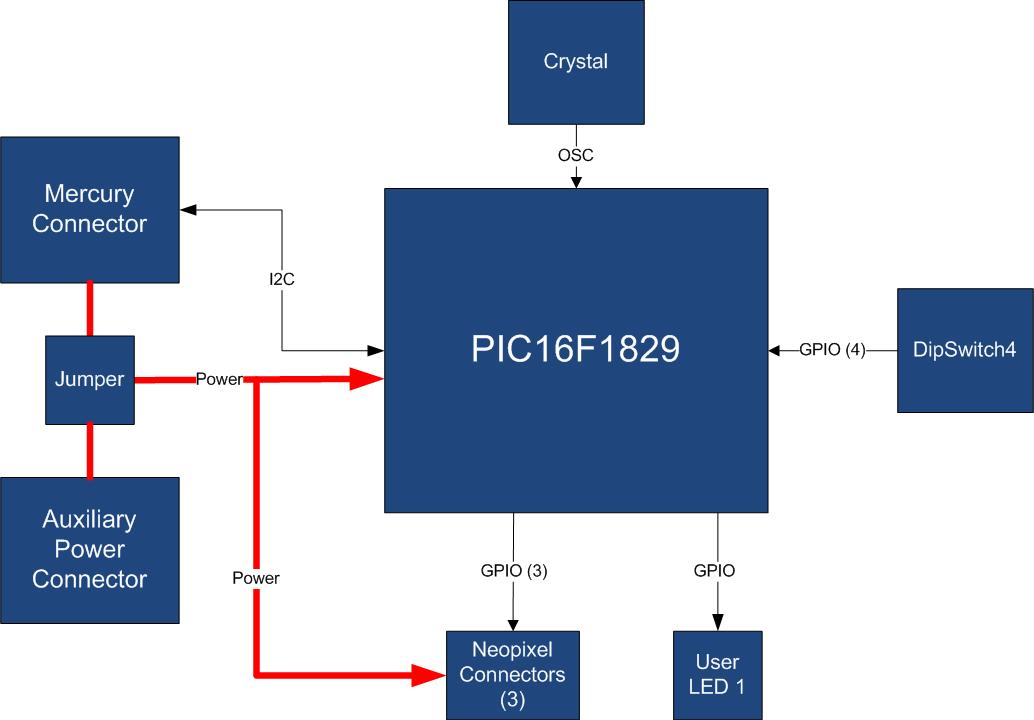 Crystal
OSC
Mercury
Connector
I2C
PIC16F1829
GPIO (4)
DipSwitch4
Jumper
Power
Auxiliary
Power
Connector
Power
GPIO (3)
GPIO
Neopixel
Connectors
(3)
User
LED 1